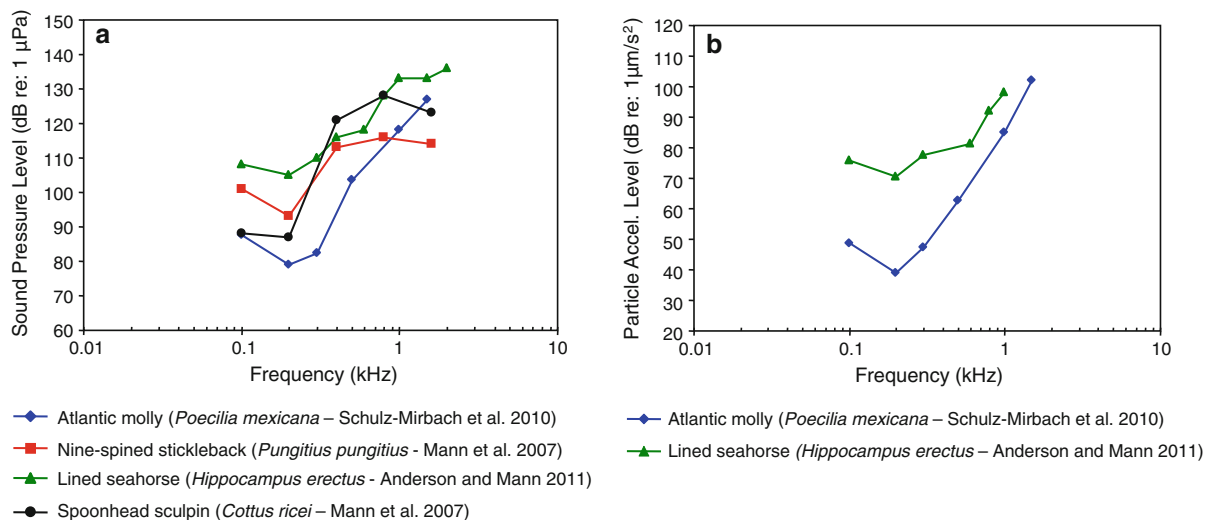 a
Sound Pressure Level (dB re: 1 μPa)
150
140
130
120
110
100
90
80
70
60
0.01
0.1
1
10
Frequency (kHz)
Atlantic molly (Poecilia mexicana – Schulz-Mirbach et al. 2010)
Nine-spined stickleback (Pungitius pungitius - Mann et al. 2007)
Lined seahorse (Hippocampus erectus - Anderson and Mann 2011)
Spoonhead sculpin (Cottus ricei – Mann et al. 2007)
b
Particle Accel. Level (dB re: 1μm/s²)
120
110
100
90
80
70
60
50
40
30
20
0.01
0.1
1
10
Frequency (kHz)
Atlantic molly (Poecilia mexicana – Schulz-Mirbach et al. 2010)
Lined seahorse (Hippocampus erectus – Anderson and Mann 2011)